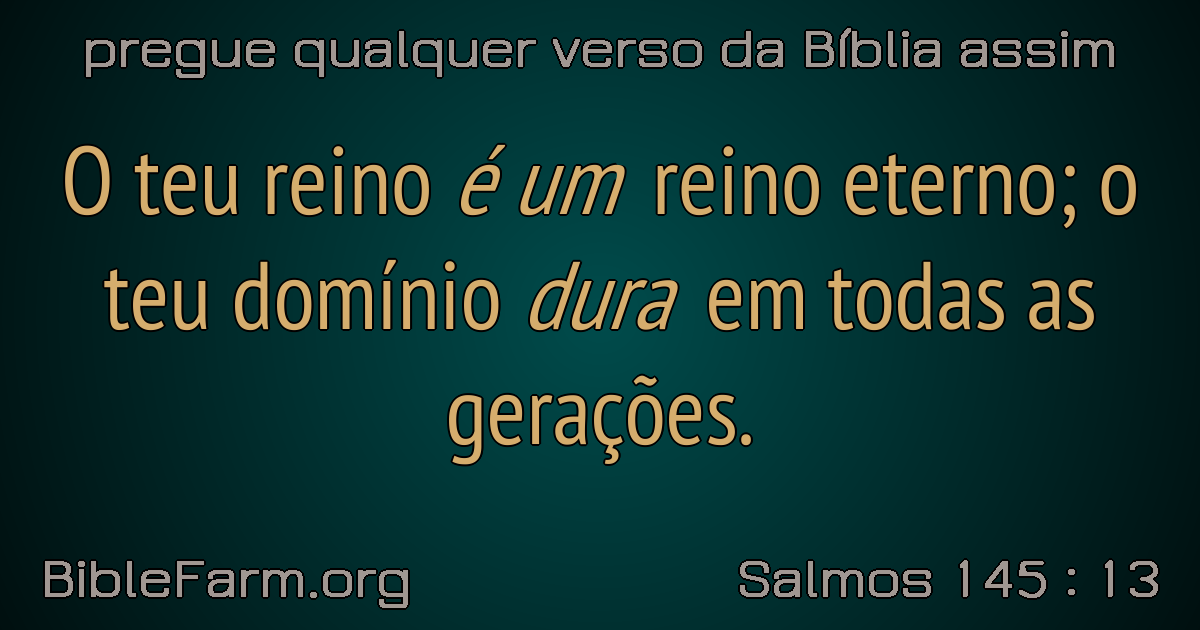 pregue qualquer verso da Bíblia assim
O teu reino é um reino eterno; o
teu domínio dura em todas as
gerações.
BibleFarm.org
Salmos 145 : 13